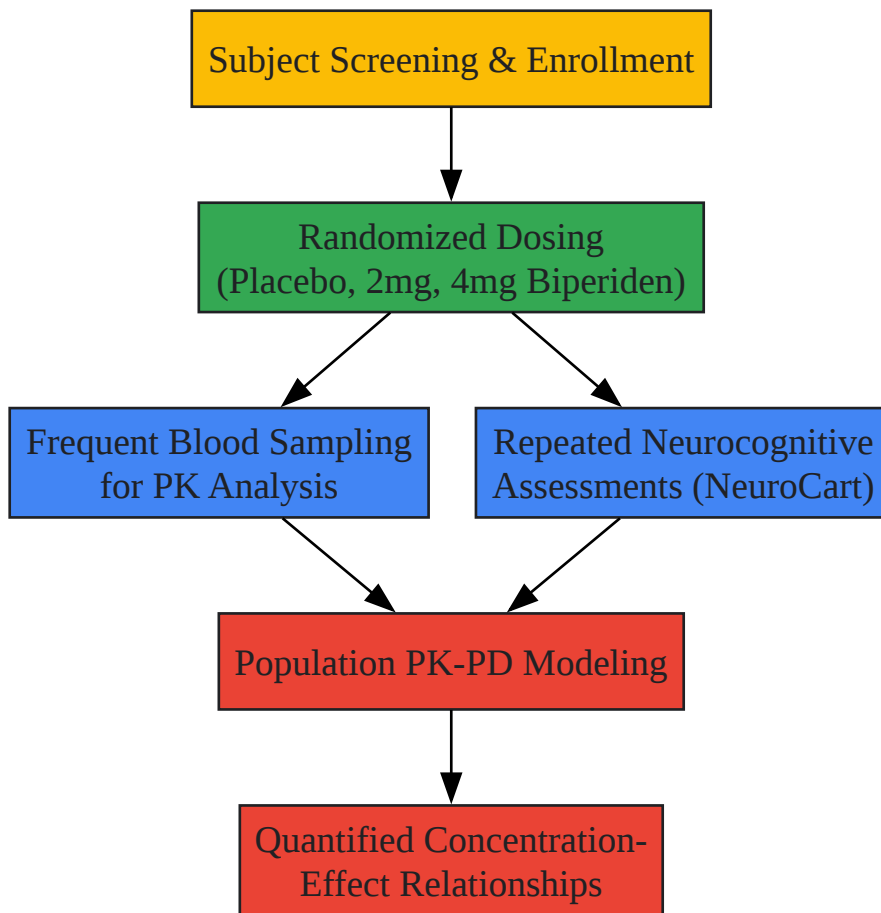 Subject Screening & Enrollment
Randomized Dosing
(Placebo, 2mg, 4mg Biperiden)
Frequent Blood Sampling
for PK Analysis
Repeated Neurocognitive
Assessments (NeuroCart)
Population PK-PD Modeling
Quantified Concentration-
Effect Relationships